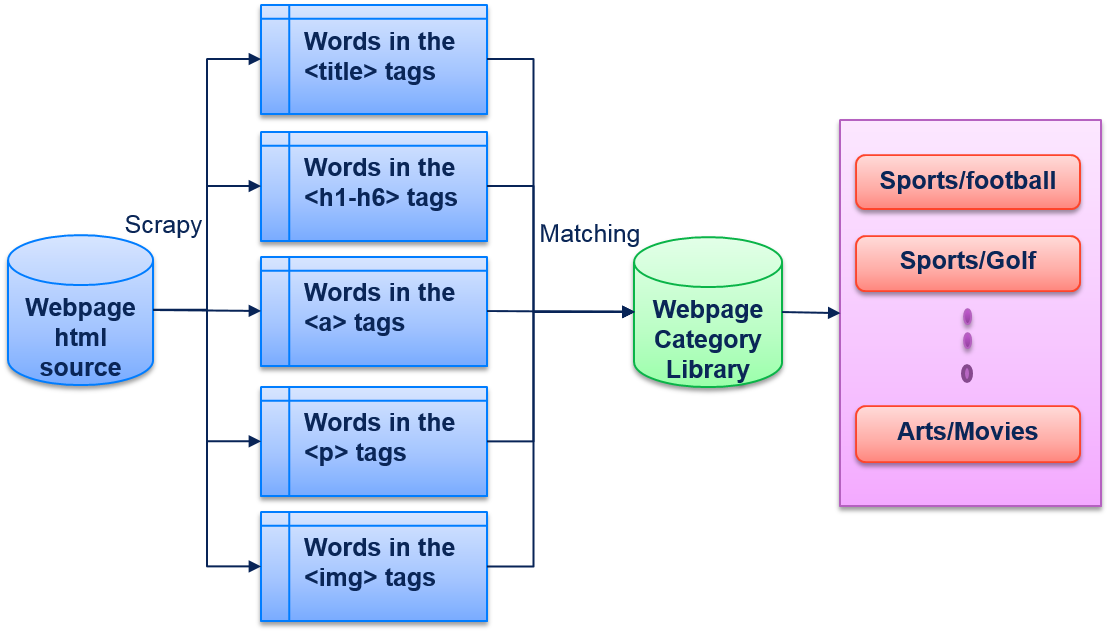 Words in the
<title> tags
Words in the
<h1-h6> tags
Scrapy
Webpage
html
source
Words in the
<a> tags
Words in the
<p> tags
Words in the
<img> tags
Matching
Webpage
Category
Library
Sports/football
Sports/Golf
Arts/Movies